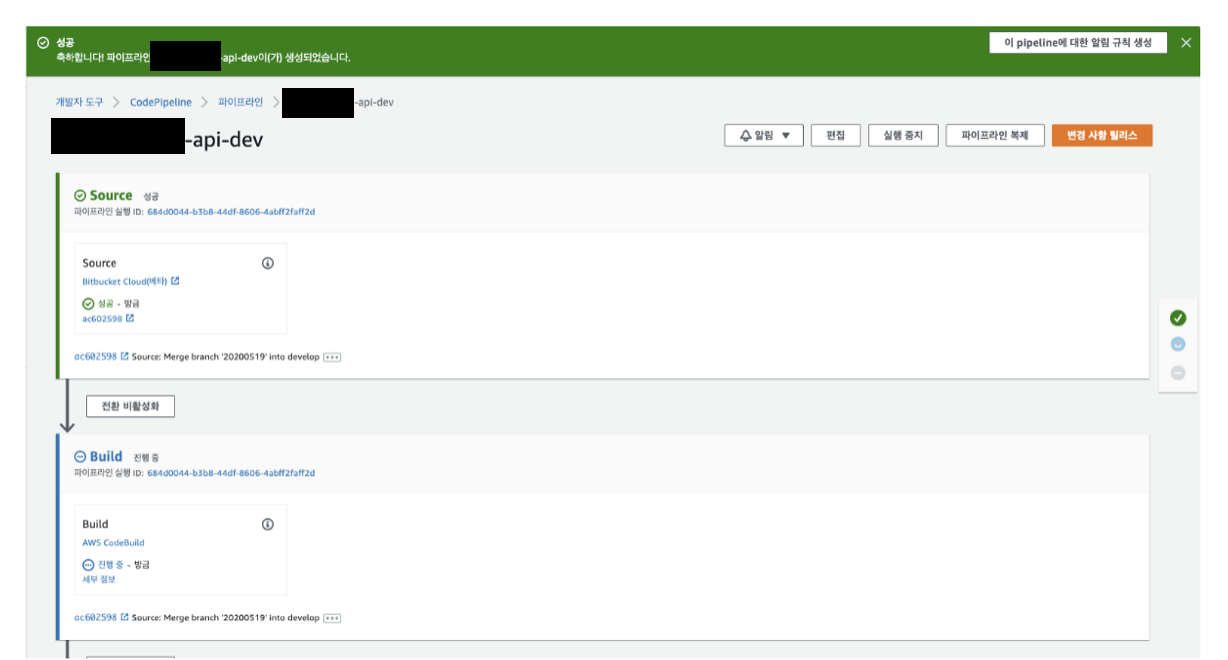 성공
이 pipeline에 대한 알림 규칙 생성
축하합니다! 파이프라인 -api-dev이(가) 생성되었습니다.
개발자 도구 > CodePipeline > 파이프라인 > -api-dev
-api-dev
알림 ▼ 편집 실행 중지 파이프라인 복제 변경 사항 릴리스
Source 성공
파이프라인 실행 ID: 684d0044-b3b8-44df-8606-4abff2faff2d
Source
Bitbucket Cloud(베타)
성공 - 방금
ac602598
ac602598 Source: Merge branch '20200519' into develop
전환 비활성화
Build 진행 중
파이프라인 실행 ID: 684d0044-b3b8-44df-8606-4abff2faff2d
Build
AWS CodeBuild
진행 중 - 방금
세부 정보
ac602598 Source: Merge branch '20200519' into develop